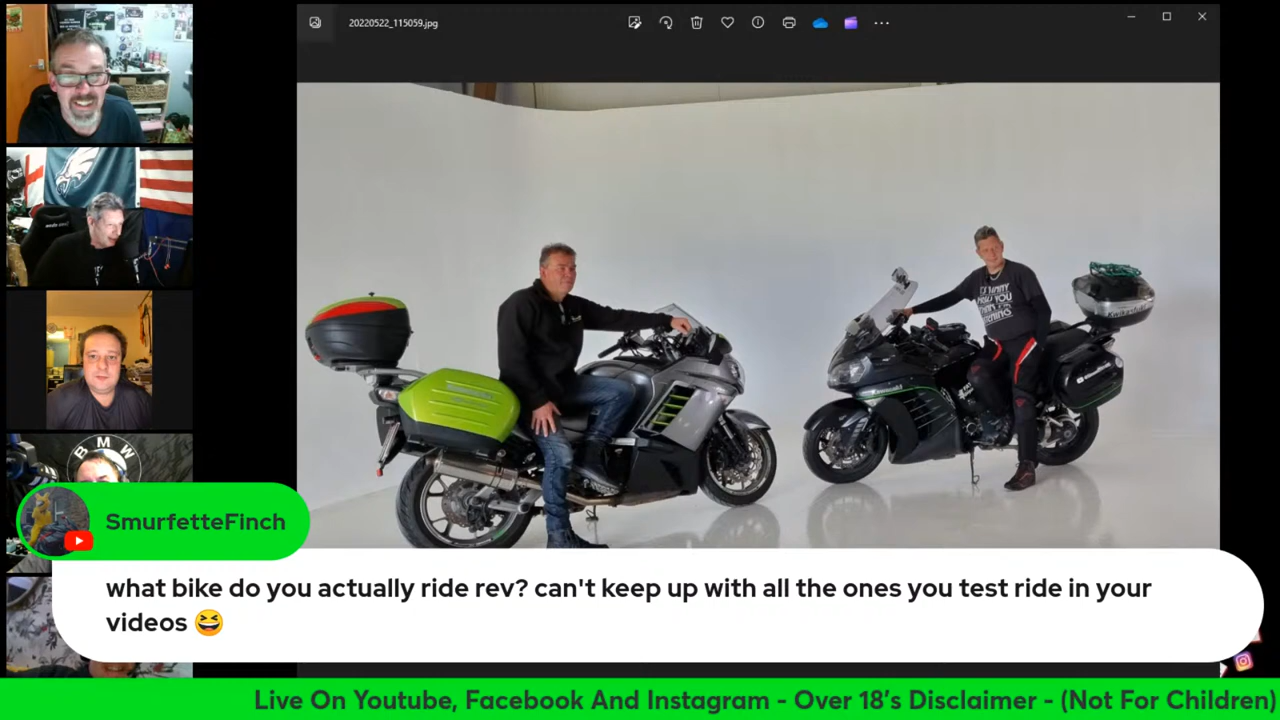 20220522_115059.jpg
BMW
SmurfetteFinch
what bike do you actually ride rev? can't keep up with all the ones you test ride in your
videos 😆
Live On Youtube, Facebook And Instagram - Over 18's Disclaimer - (Not For Children)